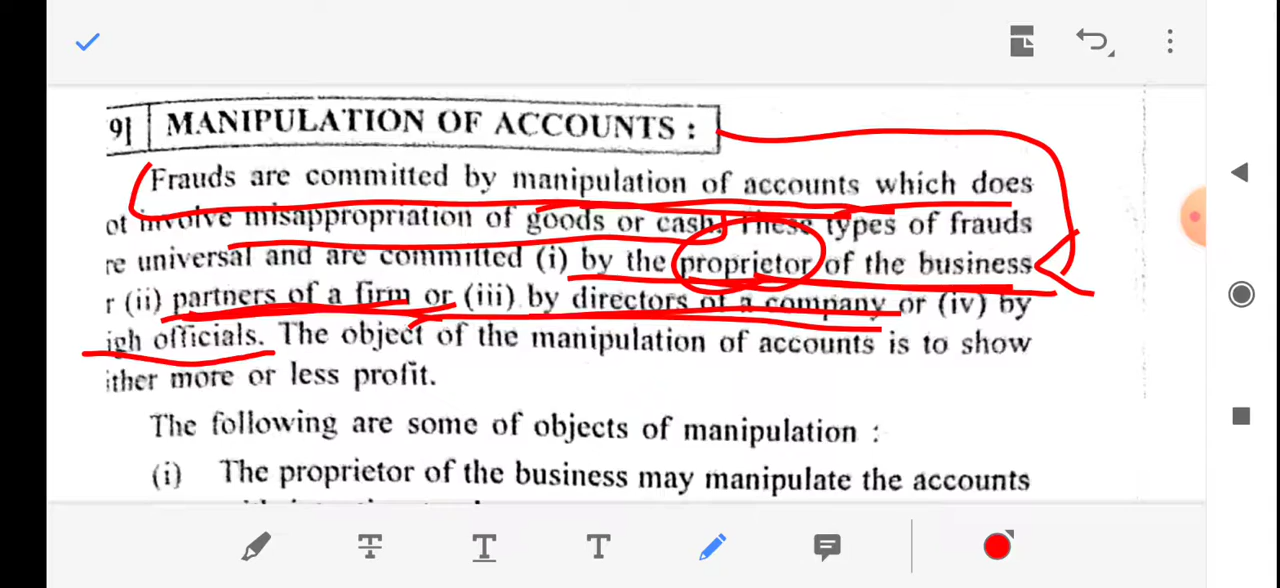 9] MANIPULATION OF ACCOUNTS :
Frauds are committed by manipulation of accounts which does
ot involve misappropriation of goods or cash. These types of frauds
re universal and are committed (i) by the proprietor of the business
r (ii) partners of a firm or (iii) by directors of a company or (iv) by
igh officials. The object of the manipulation of accounts is to show
ither more or less profit.
The following are some of objects of manipulation :
(i) The proprietor of the business may manipulate the accounts
T T T